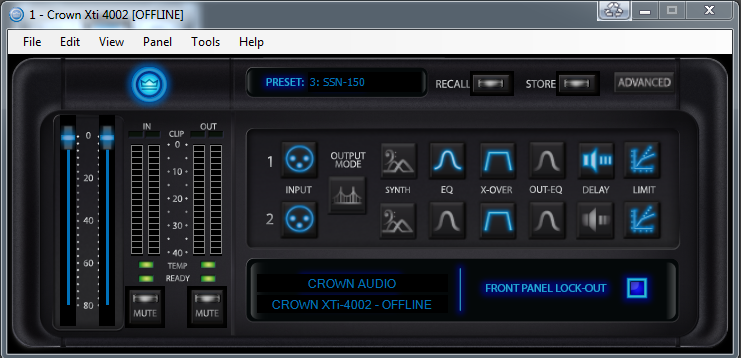 1 - Crown Xti 4002 [OFFLINE]
File Edit View Panel Tools Help
PRESET: 3: SSN-150
RECALL
STORE
ADVANCED
IN CLIP OUT
0
20
40
60
80
0
10
20
30
40
TEMP
READY
MUTE MUTE
1
INPUT
2
OUTPUT
MODE
SYNTH EQ X-OVER OUT-EQ DELAY LIMIT
CROWN AUDIO
CROWN XTi-4002 - OFFLINE
FRONT PANEL LOCK-OUT